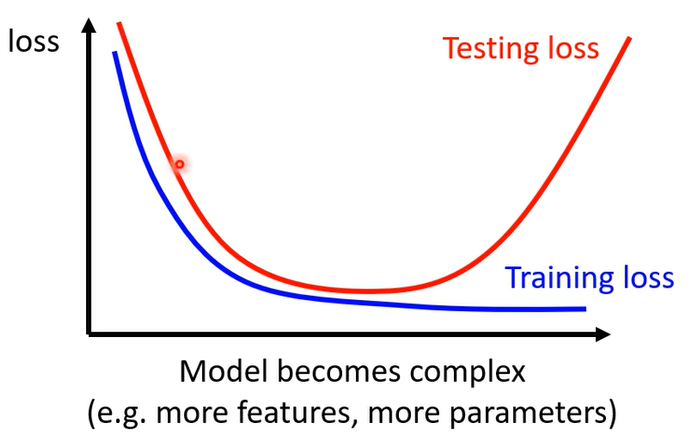 loss
Testing loss
Training loss
Model becomes complex
(e.g. more features, more parameters)